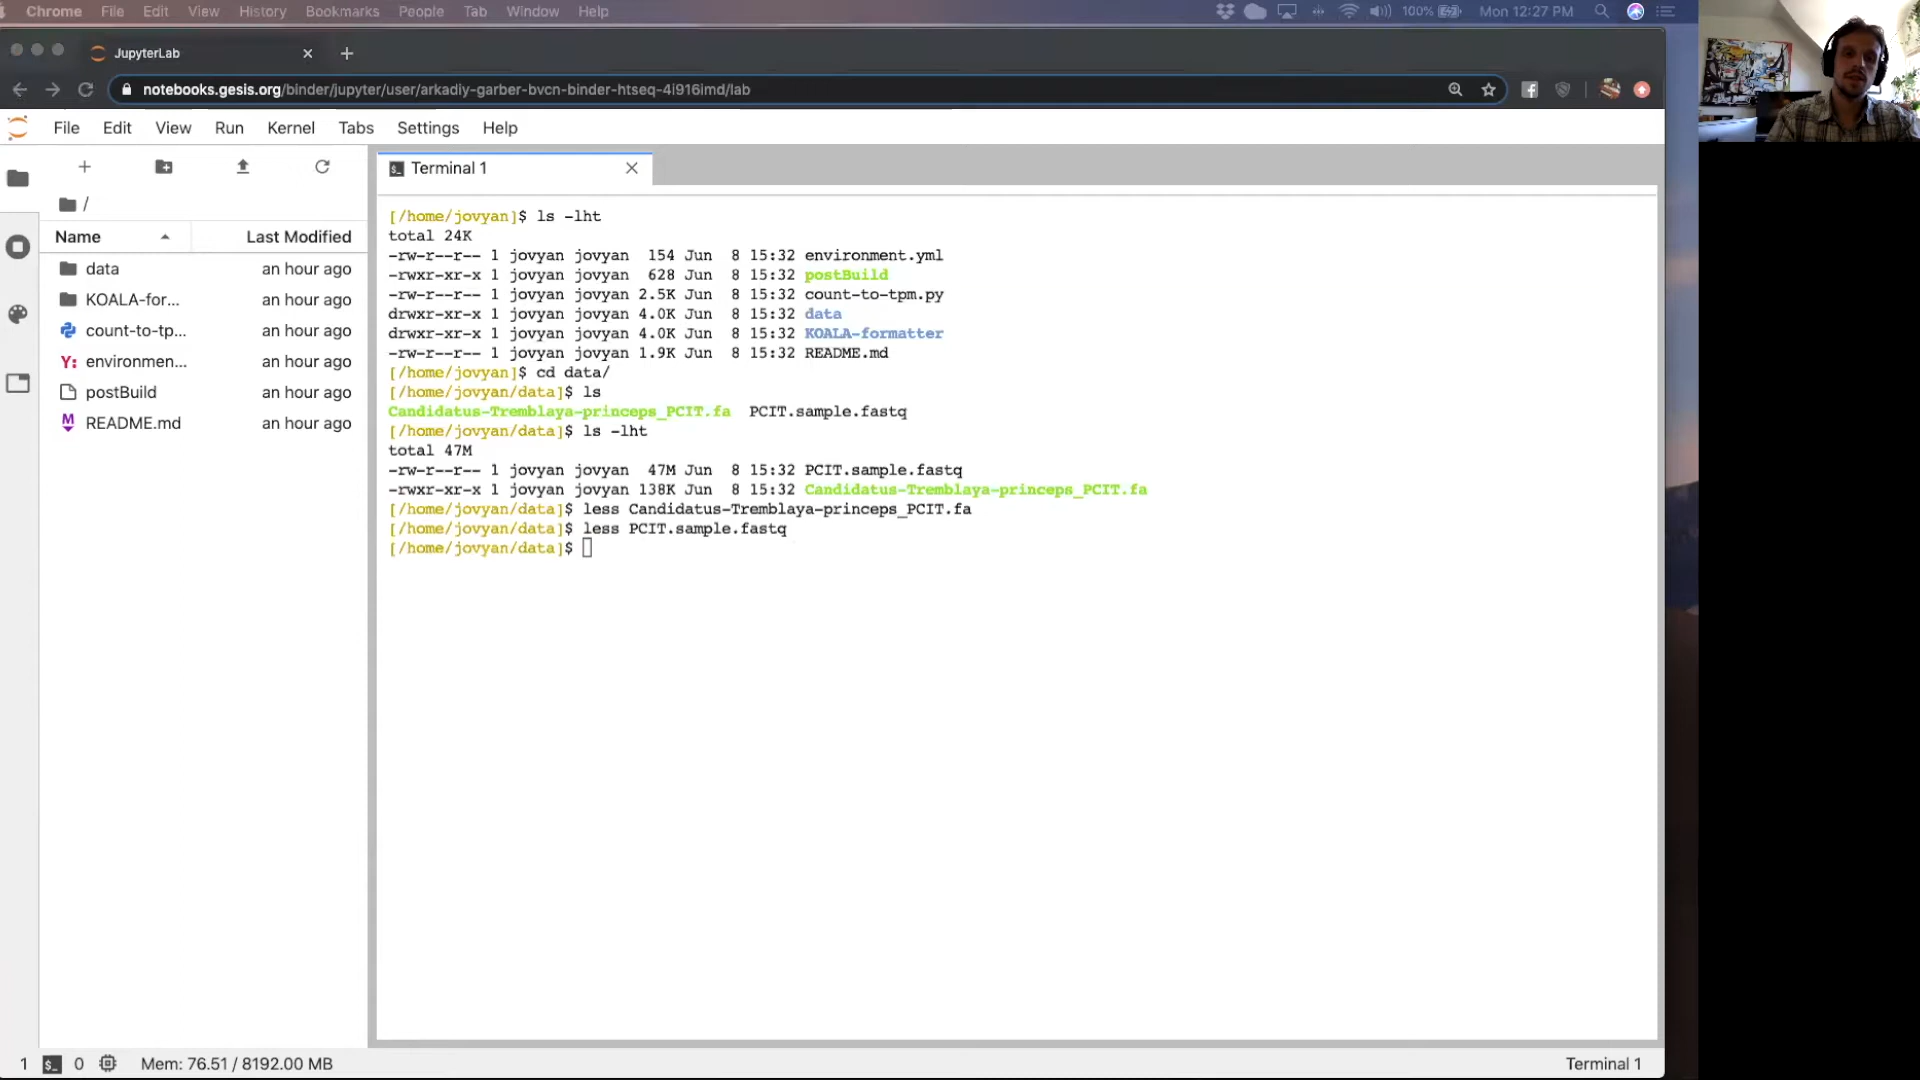 Chrome File Edit View History Bookmarks People Tab Window Help 100% Mon 12:27 PM
JupyterLab
notebooks.gesis.org/binder/jupyter/user/arkadiy-garber-bvcn-binder-htseq-4i916imd/lab
File Edit View Run Kernel Tabs Settings Help
Terminal 1
/
Name Last Modified
data an hour ago
KOALA-for... an hour ago
count-to-tp... an hour ago
environmen... an hour ago
postBuild an hour ago
README.md an hour ago
[/home/jovyan]$ ls -lht
total 24K
-rw-r--r-- 1 jovyan jovyan 154 Jun 8 15:32 environment.yml
-rwxr-xr-x 1 jovyan jovyan 628 Jun 8 15:32 postBuild
-rw-r--r-- 1 jovyan jovyan 2.5K Jun 8 15:32 count-to-tpm.py
drwxr-xr-x 1 jovyan jovyan 4.0K Jun 8 15:32 data
drwxr-xr-x 1 jovyan jovyan 4.0K Jun 8 15:32 KOALA-formatter
-rw-r--r-- 1 jovyan jovyan 1.9K Jun 8 15:32 README.md
[/home/jovyan]$ cd data/
[/home/jovyan/data]$ ls
Candidatus-Tremblaya-princeps_PCIT.fa PCIT.sample.fastq
[/home/jovyan/data]$ ls -lht
total 47M
-rw-r--r-- 1 jovyan jovyan 47M Jun 8 15:32 PCIT.sample.fastq
-rwxr-xr-x 1 jovyan jovyan 138K Jun 8 15:32 Candidatus-Tremblaya-princeps_PCIT.fa
[/home/jovyan/data]$ less Candidatus-Tremblaya-princeps_PCIT.fa
[/home/jovyan/data]$ less PCIT.sample.fastq
[/home/jovyan/data]$
1 0 Mem: 76.51 / 8192.00 MB Terminal 1